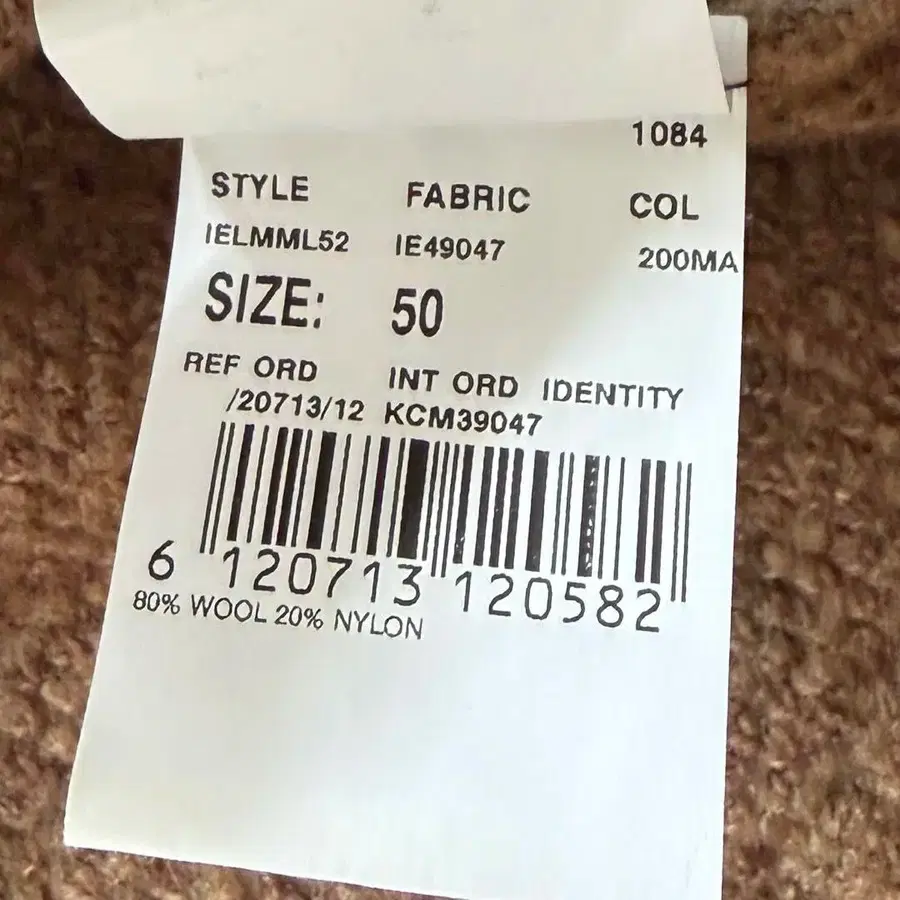 1084
STYLE FABRIC COL
IELMML52 IE49047 200MA
SIZE: 50
REF ORD INT ORD IDENTITY
/20713/12 KCM39047
6 120713 120582
80% WOOL 20% NYLON